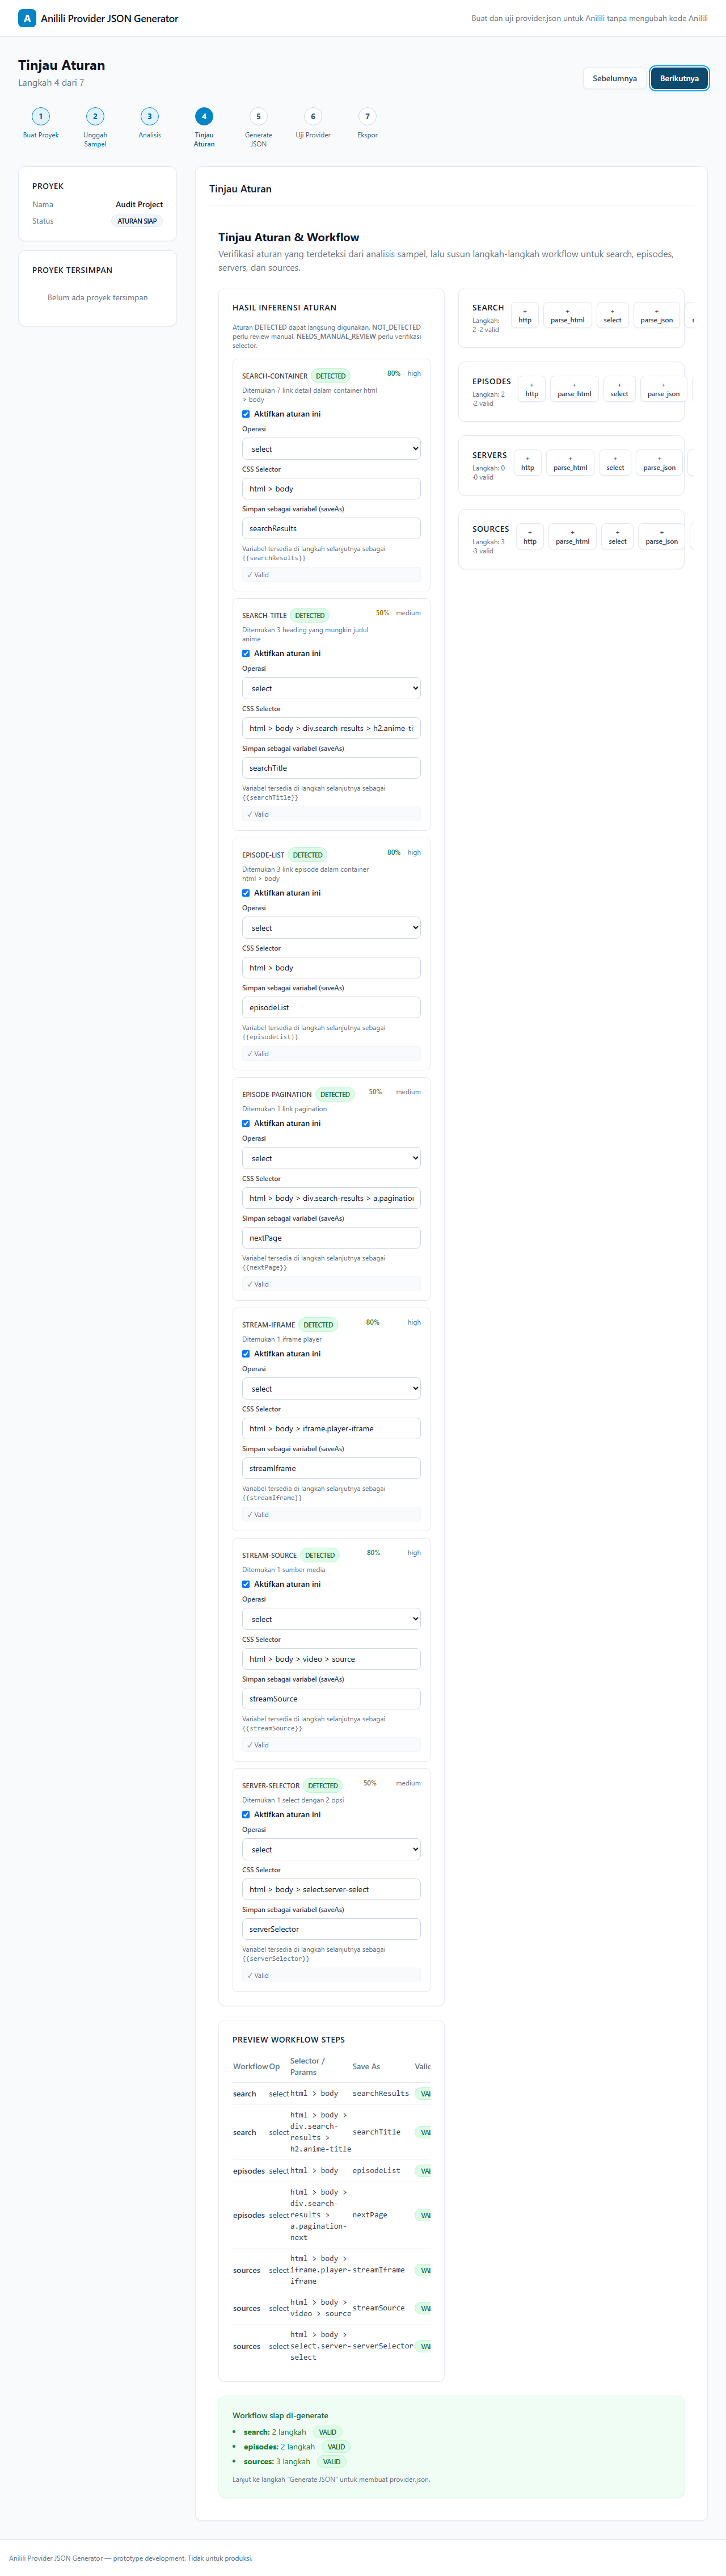 A Anilili Provider JSON Generator
Buat dan uji provider.json untuk Anilili tanpa mengubah kode Anilili
Tinjau Aturan
Langkah 4 dari 7
Sebelumnya
Berikutnya
1 2 3 4 5 6 7
Buat Proyek
Unggah
Sampel
Analisis
Tinjau
Aturan
Generate
JSON
Uji Provider
Ekspor
PROYEK
Nama Audit Project
Status ATURAN SIAP
PROYEK TERSIMPAN
Belum ada proyek tersimpan
Tinjau Aturan
Tinjau Aturan & Workflow
Verifikasi aturan yang terdeteksi dari analisis sampel, lalu susun langkah-langkah workflow untuk search, episodes,
servers, dan sources.
HASIL INFERENSI ATURAN
Aturan DETECTED dapat langsung digunakan. NOT_DETECTED
perlu review manual. NEEDS_MANUAL_REVIEW perlu verifikasi
selector.
SEARCH-CONTAINER DETECTED 80% high
Ditemukan 7 link detail dalam container html
> body
Aktifkan aturan ini
Operasi
select
CSS Selector
html > body
Simpan sebagai variabel (saveAs)
searchResults
Variabel tersedia di langkah selanjutnya sebagai
{{searchResults}}
✓ Valid
SEARCH-TITLE DETECTED 50% medium
Ditemukan 3 heading yang mungkin judul
anime
Aktifkan aturan ini
Operasi
select
CSS Selector
html > body > div.search-results > h2.anime-ti
Simpan sebagai variabel (saveAs)
searchTitle
Variabel tersedia di langkah selanjutnya sebagai
{{searchTitle}}
✓ Valid
EPISODE-LIST DETECTED 80% high
Ditemukan 3 link episode dalam container
html > body
Aktifkan aturan ini
Operasi
select
CSS Selector
html > body
Simpan sebagai variabel (saveAs)
episodeList
Variabel tersedia di langkah selanjutnya sebagai
{{episodeList}}
✓ Valid
EPISODE-PAGINATION DETECTED 50% medium
Ditemukan 1 link pagination
Aktifkan aturan ini
Operasi
select
CSS Selector
html > body > div.search-results > a.pagination
Simpan sebagai variabel (saveAs)
nextPage
Variabel tersedia di langkah selanjutnya sebagai
{{nextPage}}
✓ Valid
STREAM-IFRAME DETECTED 80% high
Ditemukan 1 iframe player
Aktifkan aturan ini
Operasi
select
CSS Selector
html > body > iframe.player-iframe
Simpan sebagai variabel (saveAs)
streamIframe
Variabel tersedia di langkah selanjutnya sebagai
{{streamIframe}}
✓ Valid
STREAM-SOURCE DETECTED 80% high
Ditemukan 1 sumber media
Aktifkan aturan ini
Operasi
select
CSS Selector
html > body > video > source
Simpan sebagai variabel (saveAs)
streamSource
Variabel tersedia di langkah selanjutnya sebagai
{{streamSource}}
✓ Valid
SERVER-SELECTOR DETECTED 50% medium
Ditemukan 1 select dengan 2 opsi
Aktifkan aturan ini
Operasi
select
CSS Selector
html > body > select.server-select
Simpan sebagai variabel (saveAs)
serverSelector
Variabel tersedia di langkah selanjutnya sebagai
{{serverSelector}}
✓ Valid
SEARCH
Langkah:
2 -2 valid
+ http
+ parse_html
+ select
+ parse_json
EPISODES
Langkah: 2
-2 valid
+ http
+ parse_html
+ select
+ parse_json
SERVERS
Langkah: 0
-0 valid
+ http
+ parse_html
+ select
+ parse_json
SOURCES
Langkah: 3
-3 valid
+ http
+ parse_html
+ select
+ parse_json
PREVIEW WORKFLOW STEPS
Workflow Op Selector / Params Save As Valid
search select html > body searchResults VAL
search select html > body > div.search-results > h2.anime-title searchTitle VAL
episodes select html > body episodeList VAL
episodes select html > body > div.search-results > a.pagination-next nextPage VAL
sources select html > body > iframe.player-iframe streamIframe VAL
sources select html > body > video > source streamSource VAL
sources select html > body > select.server-select serverSelector VAL
Workflow siap di-generate
• search: 2 langkah VALID
• episodes: 2 langkah VALID
• sources: 3 langkah VALID
Lanjut ke langkah "Generate JSON" untuk membuat provider.json.
Anilili Provider JSON Generator — prototype development. Tidak untuk produksi.